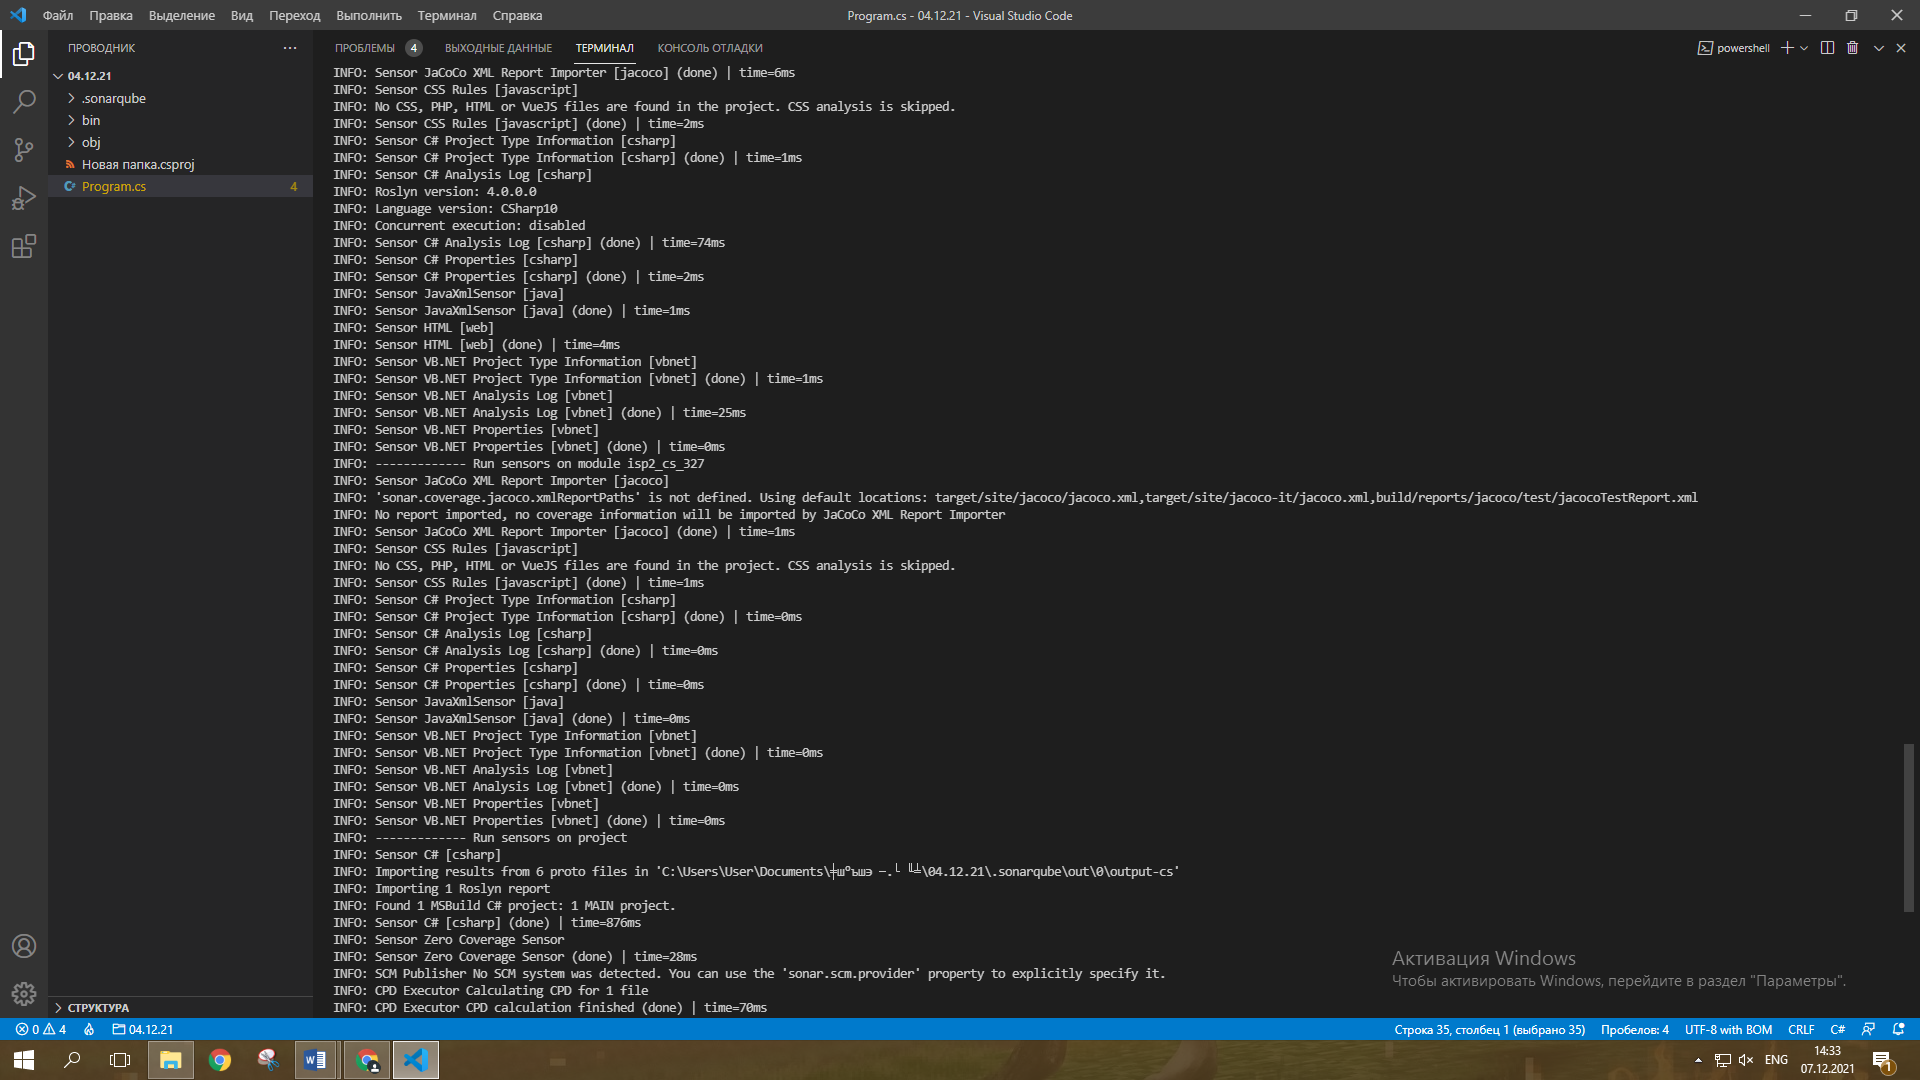 Файл Правка Выделение Вид Переход Выполнить Терминал Справка
Program.cs - 04.12.21 - Visual Studio Code
ПРОВОДНИК
04.12.21
.sonarqube
bin
obj
Новая папка.csproj
Program.cs 4
СТРУКТУРА
ПРОБЛЕМЫ 4 ВЫХОДНЫЕ ДАННЫЕ ТЕРМИНАЛ КОНСОЛЬ ОТЛАДКИ
powershell
INFO: Sensor JaCoCo XML Report Importer [jacoco] (done) | time=6ms
INFO: Sensor CSS Rules [javascript]
INFO: No CSS, PHP, HTML or VueJS files are found in the project. CSS analysis is skipped.
INFO: Sensor CSS Rules [javascript] (done) | time=2ms
INFO: Sensor C# Project Type Information [csharp]
INFO: Sensor C# Project Type Information [csharp] (done) | time=1ms
INFO: Sensor C# Analysis Log [csharp]
INFO: Roslyn version: 4.0.0.0
INFO: Language version: CSharp10
INFO: Concurrent execution: disabled
INFO: Sensor C# Analysis Log [csharp] (done) | time=74ms
INFO: Sensor C# Properties [csharp]
INFO: Sensor C# Properties [csharp] (done) | time=2ms
INFO: Sensor JavaXmlSensor [java]
INFO: Sensor JavaXmlSensor [java] (done) | time=1ms
INFO: Sensor HTML [web]
INFO: Sensor HTML [web] (done) | time=4ms
INFO: Sensor VB.NET Project Type Information [vbnet]
INFO: Sensor VB.NET Project Type Information [vbnet] (done) | time=1ms
INFO: Sensor VB.NET Analysis Log [vbnet]
INFO: Sensor VB.NET Analysis Log [vbnet] (done) | time=25ms
INFO: Sensor VB.NET Properties [vbnet]
INFO: Sensor VB.NET Properties [vbnet] (done) | time=0ms
INFO: ------------- Run sensors on module isp2_cs_327
INFO: Sensor JaCoCo XML Report Importer [jacoco]
INFO: 'sonar.coverage.jacoco.xmlReportPaths' is not defined. Using default locations: target/site/jacoco/jacoco.xml,target/site/jacoco-it/jacoco.xml,build/reports/jacoco/test/jacocoTestReport.xml
INFO: No report imported, no coverage information will be imported by JaCoCo XML Report Importer
INFO: Sensor JaCoCo XML Report Importer [jacoco] (done) | time=1ms
INFO: Sensor CSS Rules [javascript]
INFO: No CSS, PHP, HTML or VueJS files are found in the project. CSS analysis is skipped.
INFO: Sensor CSS Rules [javascript] (done) | time=1ms
INFO: Sensor C# Project Type Information [csharp]
INFO: Sensor C# Project Type Information [csharp] (done) | time=0ms
INFO: Sensor C# Analysis Log [csharp]
INFO: Sensor C# Analysis Log [csharp] (done) | time=0ms
INFO: Sensor C# Properties [csharp]
INFO: Sensor C# Properties [csharp] (done) | time=0ms
INFO: Sensor JavaXmlSensor [java]
INFO: Sensor JavaXmlSensor [java] (done) | time=0ms
INFO: Sensor VB.NET Project Type Information [vbnet]
INFO: Sensor VB.NET Project Type Information [vbnet] (done) | time=0ms
INFO: Sensor VB.NET Analysis Log [vbnet]
INFO: Sensor VB.NET Analysis Log [vbnet] (done) | time=0ms
INFO: Sensor VB.NET Properties [vbnet]
INFO: Sensor VB.NET Properties [vbnet] (done) | time=0ms
INFO: ------------- Run sensors on project
INFO: Sensor C# [csharp]
INFO: Importing results from 6 proto files in 'C:\Users\User\Documents\╪шºъшэ ─.└ ╙╧\04.12.21\.sonarqube\out\0\output-cs'
INFO: Importing 1 Roslyn report
INFO: Found 1 MSBuild C# project: 1 MAIN project.
INFO: Sensor C# [csharp] (done) | time=876ms
INFO: Sensor Zero Coverage Sensor
INFO: Sensor Zero Coverage Sensor (done) | time=28ms
INFO: SCM Publisher No SCM system was detected. You can use the 'sonar.scm.provider' property to explicitly specify it.
INFO: CPD Executor Calculating CPD for 1 file
INFO: CPD Executor CPD calculation finished (done) | time=70ms
Активация Windows
Чтобы активировать Windows, перейдите в раздел "Параметры".
0 4 04.12.21
Строка 35, столбец 1 (выбрано 35) Пробелов: 4 UTF-8 with BOM CRLF C#
ENG
14:33
07.12.2021
1